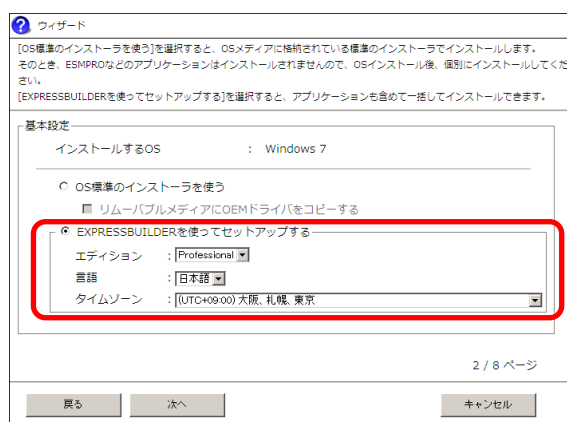 ウィザード
[OS標準のインストーラを使う]を選択すると、OSメディアに格納されている標準のインストーラでインストールします。
そのとき、ESMPROなどのアプリケーションはインストールされませんので、OSインストール後、個別にインストールしてくだ
さい。
[EXPRESSBUILDERを使ってセットアップする]を選択すると、アプリケーションも含めて一括してインストールできます。
基本設定
インストールするOS : Windows 7
OS標準のインストーラを使う
リムーバブルメディアにOEMドライバをコピーする
EXPRESSBUILDERを使ってセットアップする
エディション : Professional
言語 : 日本語
タイムゾーン : (UTC+09:00) 大阪、札幌、東京
2 / 8 ページ
戻る 次へ キャンセル